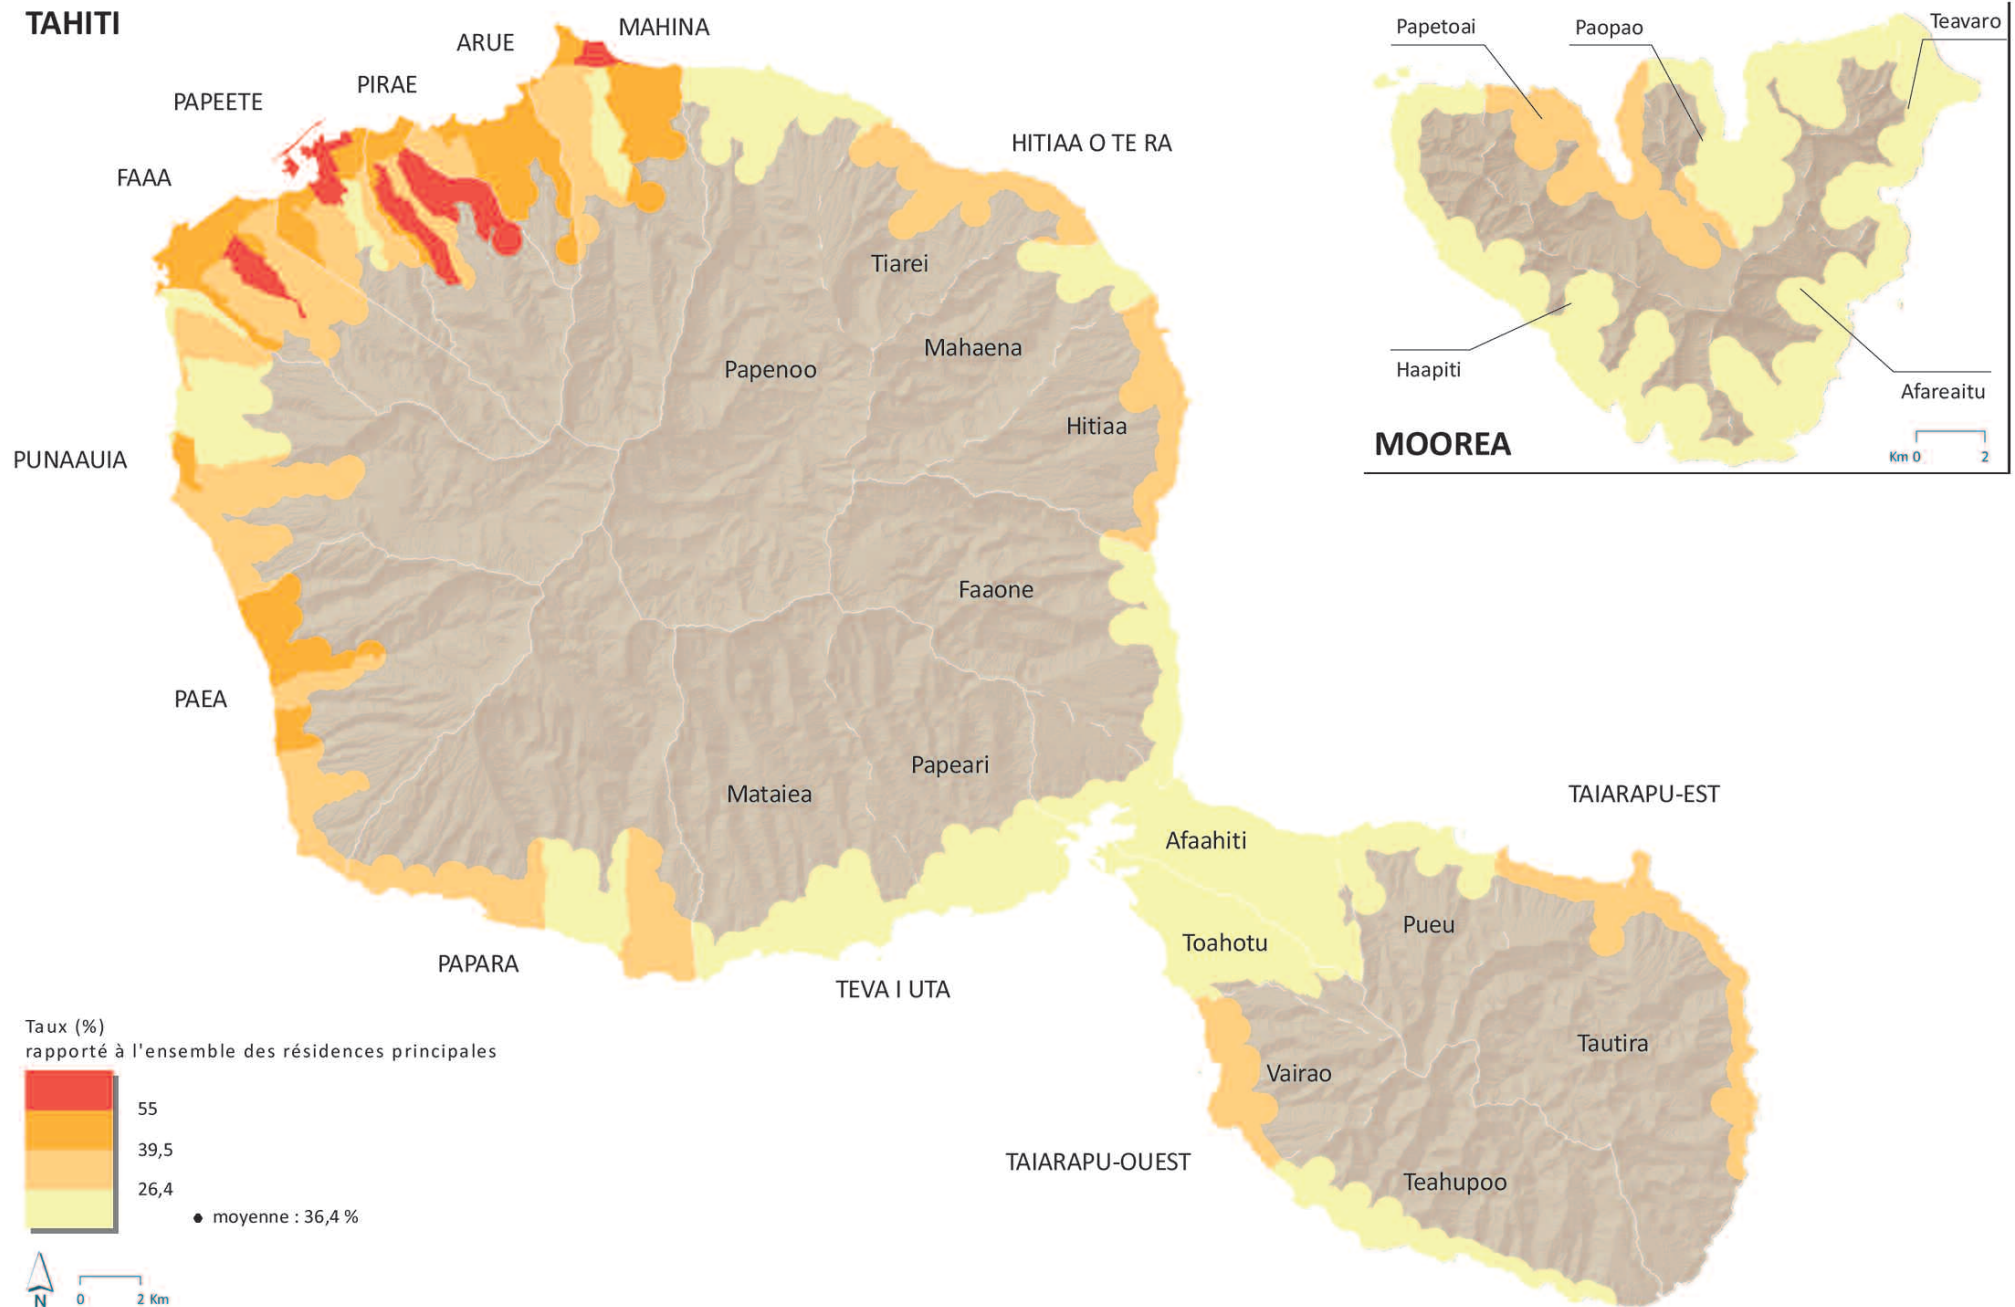 TAHITI
MAHINA
ARUE
PIRAE
PAPEETE
FAAA
HITIAA O TE RA
Tiarei
Mahaena
Papenoo
Hitiaa
PUNAAUIA
Faaone
PAEA
Papeari
Mataiea
Afaahiti
TAIARAPU-EST
Pueu
Toahotu
PAPARA
TEVA I UTA
Tautira
Vairao
TAIARAPU-OUEST
Teahupoo
Papetoai
Paopao
Teavaro
Haapiti
Afareaitu
MOOREA
Km 0 2
Taux (%)
rapporté à l'ensemble des résidences principales
55
39,5
26,4
moyenne : 36,4 %
N
0 2 Km